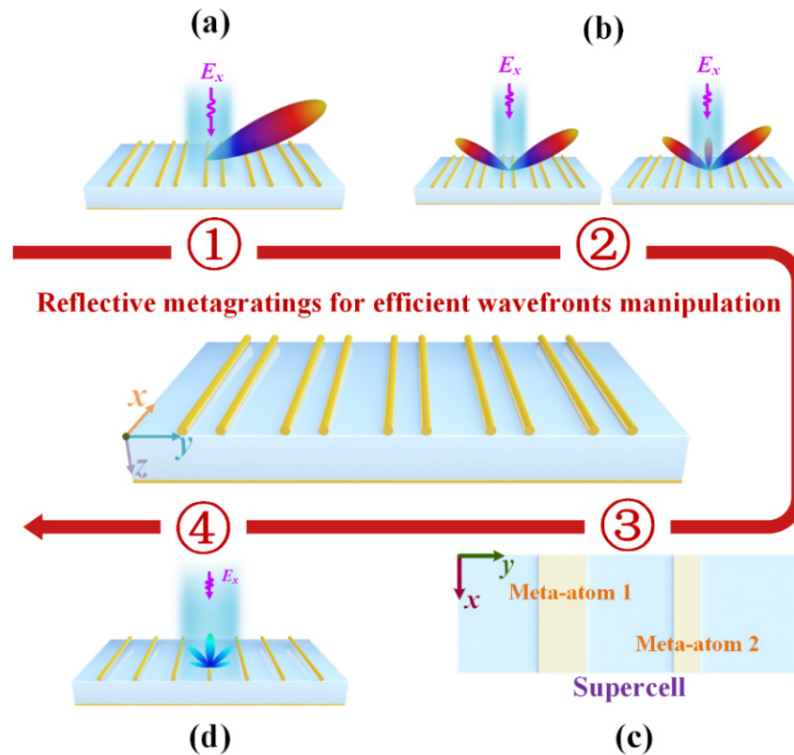 (a)
(b)
Ex
Ex
Ex
①
②
Reflective metagratings for efficient wavefronts manipulation
x
y
z
④
③
Ex
y
x
Meta-atom 1
Meta-atom 2
Supercell
(d)
(c)